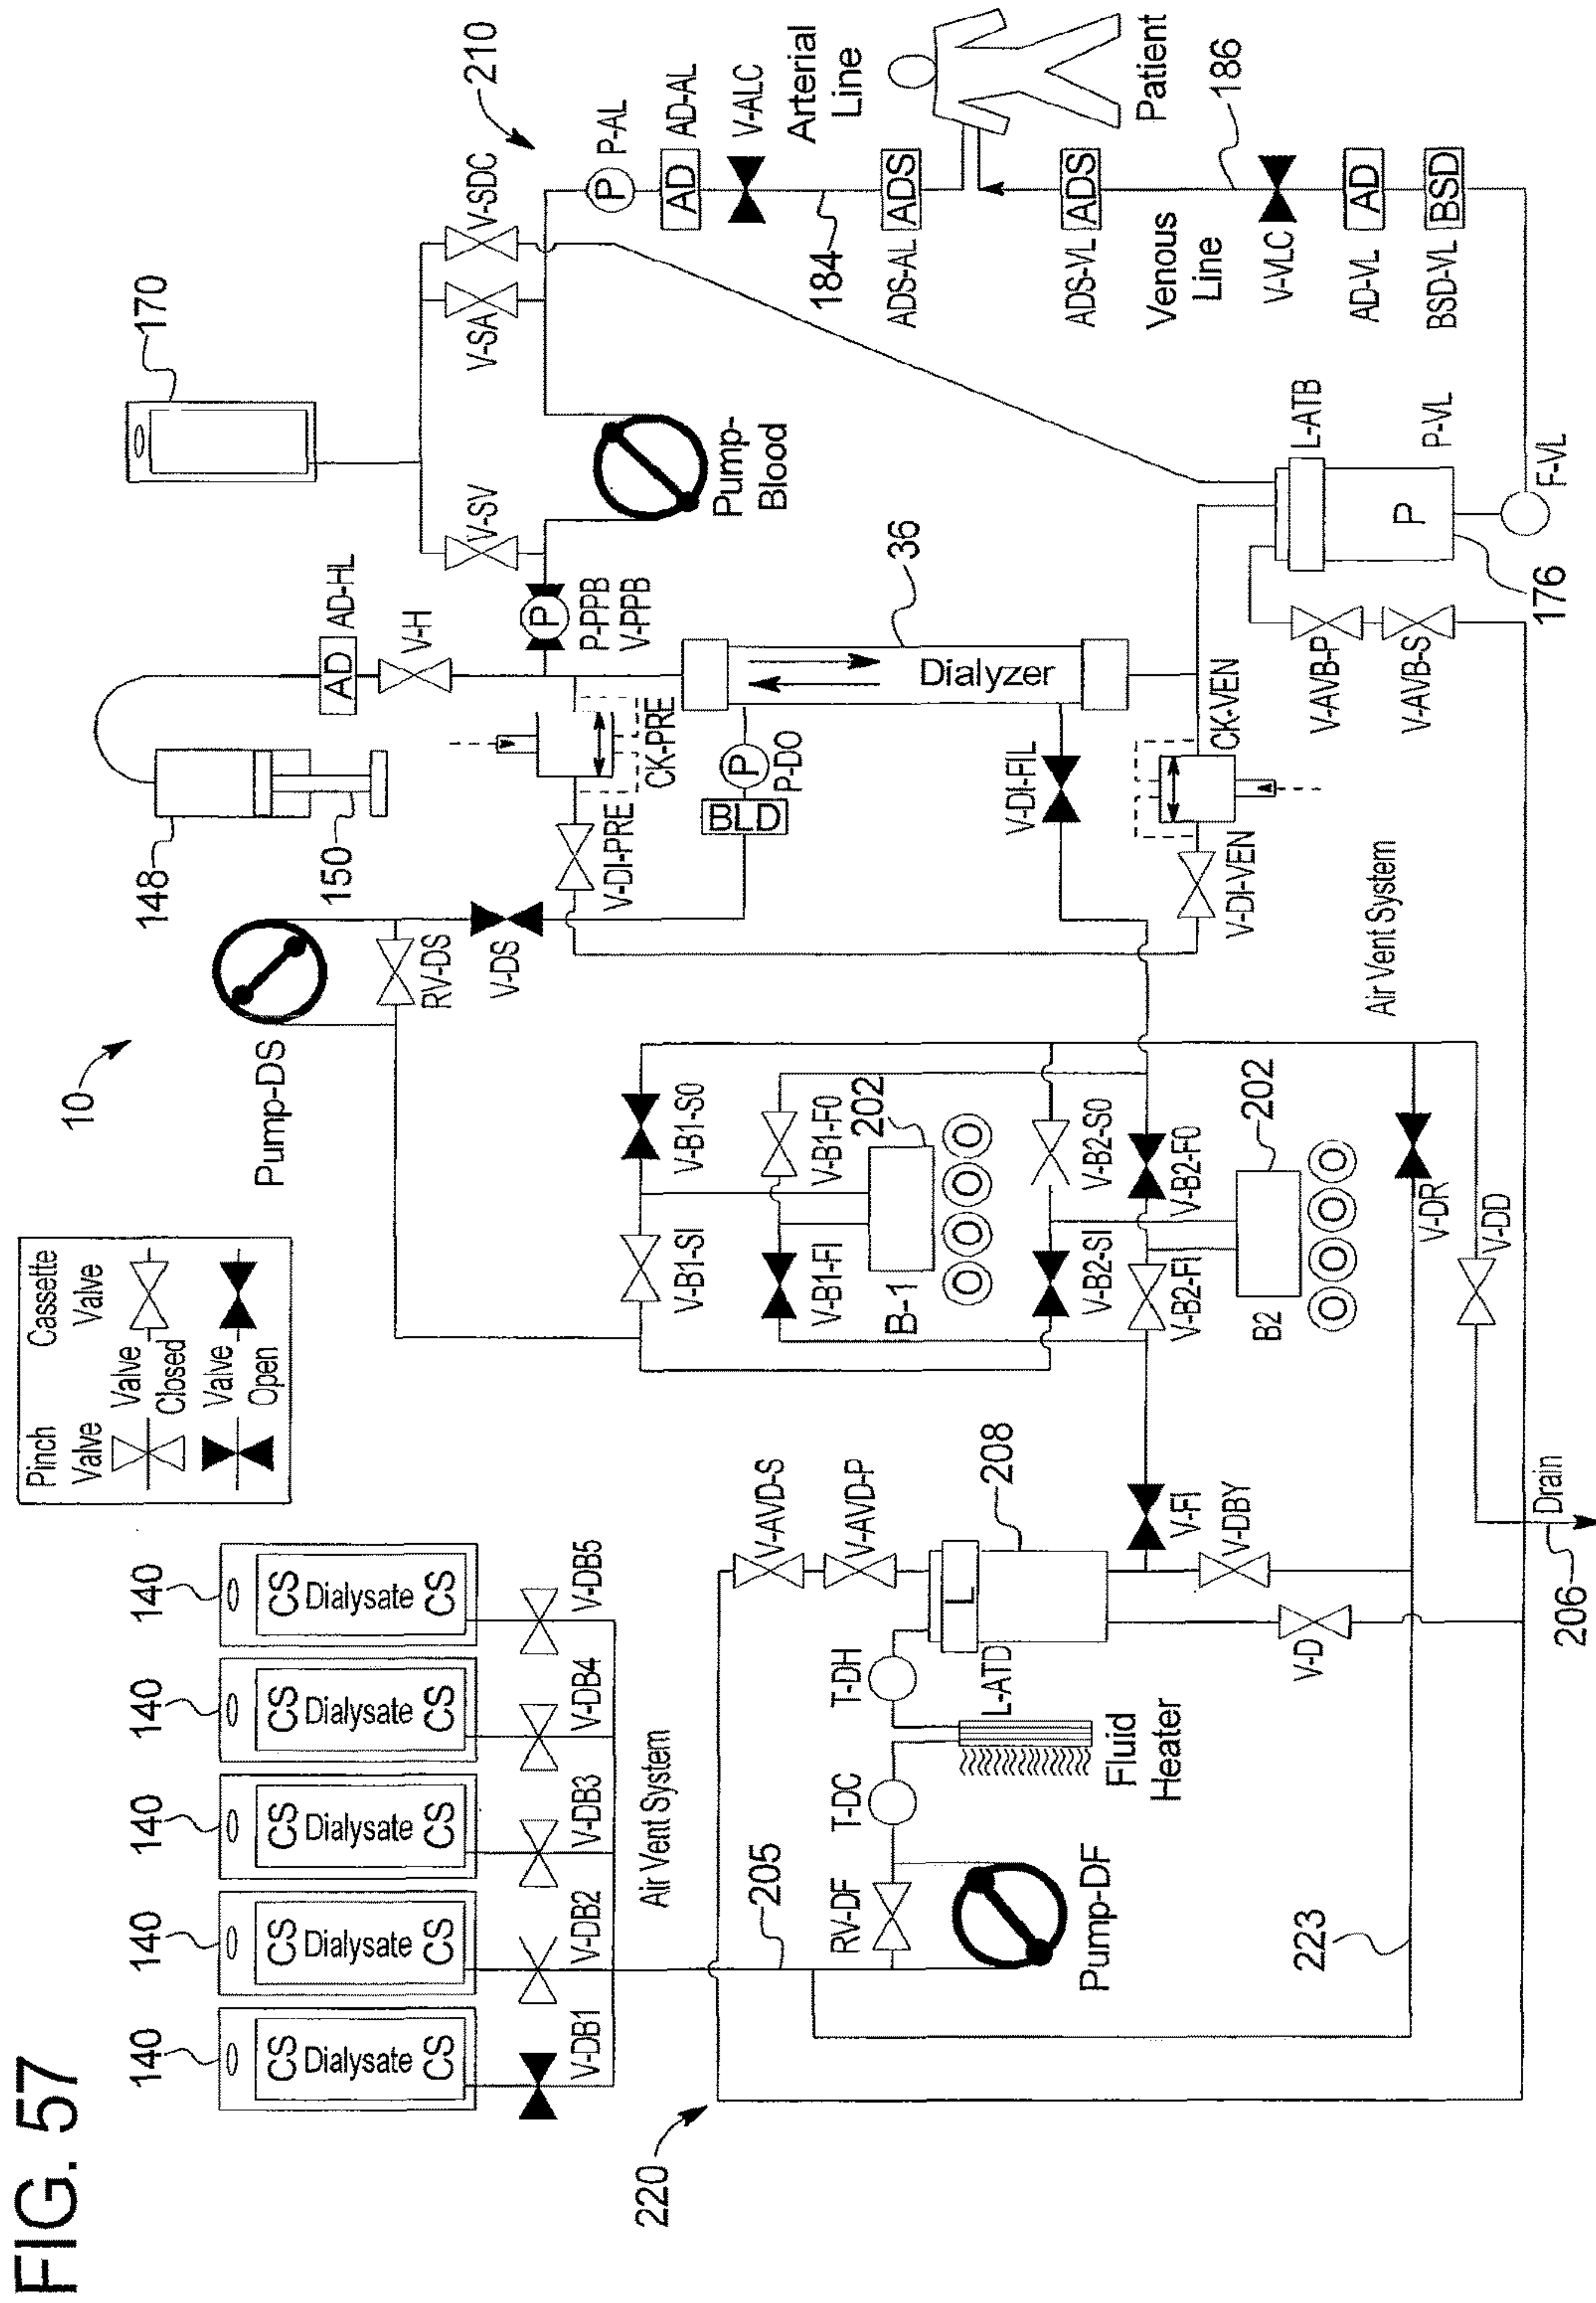 FIG. 57
10
210
220
Pinch Valve
Cassette Valve
Valve Closed
Valve Open
140
140
140
140
140
CS Dialysate CS
CS Dialysate CS
CS Dialysate CS
CS Dialysate CS
CS Dialysate CS
V-DB1
V-DB2
V-DB3
V-DB4
V-DB5
Air Vent System
205
RV-DF
Pump-DF
T-DC
Fluid Heater
T-DH
L-ATD
L
208
V-AVD-S
V-AVD-P
V-FI
V-DBY
V-D
223
206
Drain
Pump-DS
RV-DS
V-DS
V-B1-SI
V-B1-S0
V-B1-FI
V-B1-F0
B-1
202
V-B2-SI
V-B2-S0
V-B2-FI
V-B2-F0
B2
202
V-DR
V-DD
Air Vent System
148
150
AD
AD-HL
V-H
CK-PRE
V-DI-PRE
BLD
P
P-DO
V-DI-FIL
V-DI-VEN
CK-VEN
Dialyzer
36
P
P-PPB
V-PPB
170
V-SV
V-SA
V-SDC
Pump-Blood
P
P-AL
AD
AD-AL
V-ALC
Arterial Line
184
ADS
ADS-AL
Patient
ADS
ADS-VL
Venous Line
186
V-VLC
AD
AD-VL
BSD
BSD-VL
L-ATB
P
P-VL
F-VL
176
V-AVB-P
V-AVB-S